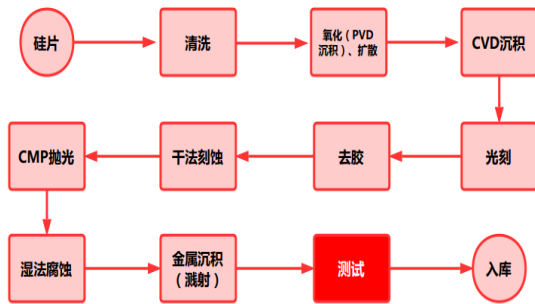 硅片
清洗
氧化（PVD
沉积）、扩散
CVD沉积
CMP抛光
干法刻蚀
去胶
光刻
湿法腐蚀
金属沉积
（溅射）
测试
入库